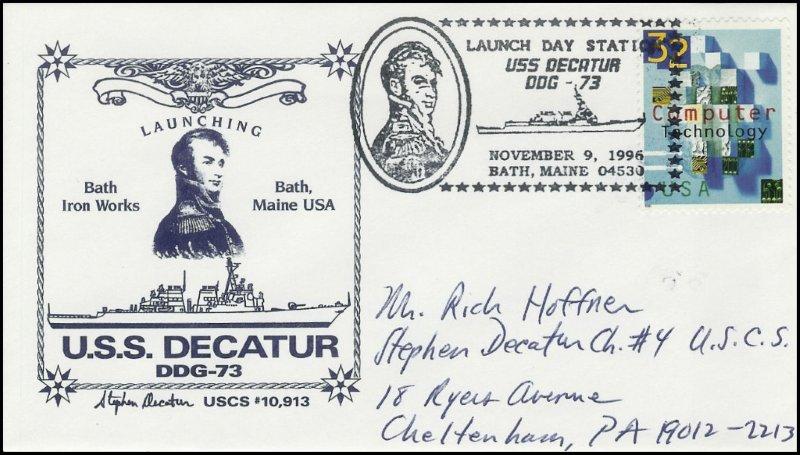 LAUNCHING
Bath
Iron Works
Bath,
Maine USA
U.S.S. DECATUR
DDG-73
Stephen Decatur USCS #10,913
LAUNCH DAY STATION
USS DECATUR
DDG - 73
NOVEMBER 9, 1996
BATH, MAINE 04530
32
Computer
Technology
USA
Mr. Rich Hoffner
Stephen Decatur Ch. #4 U.S.C.S.
18 Ryers Avenue
Cheltenham, PA 19012-2213